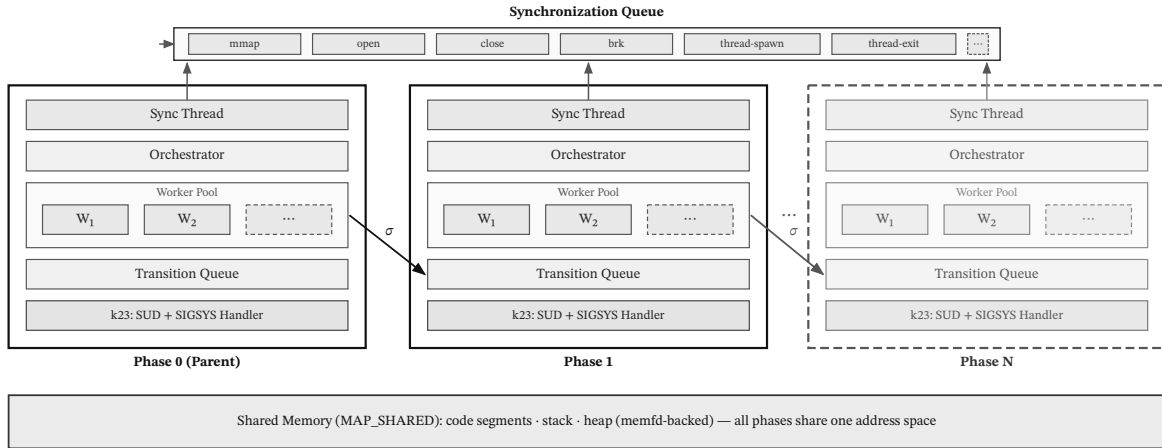 Synchronization Queue
mmap open close brk thread-spawn thread-exit ...
Sync Thread Sync Thread Sync Thread
Orchestrator Orchestrator Orchestrator
Worker Pool Worker Pool Worker Pool
W₁ W₂ ... W₁ W₂ ... W₁ W₂ ...
σ ... σ
Transition Queue Transition Queue Transition Queue
k23: SUD + SIGSYS Handler k23: SUD + SIGSYS Handler k23: SUD + SIGSYS Handler
Phase 0 (Parent) Phase 1 Phase N
Shared Memory (MAP_SHARED): code segments · stack · heap (memfd-backed) — all phases share one address space